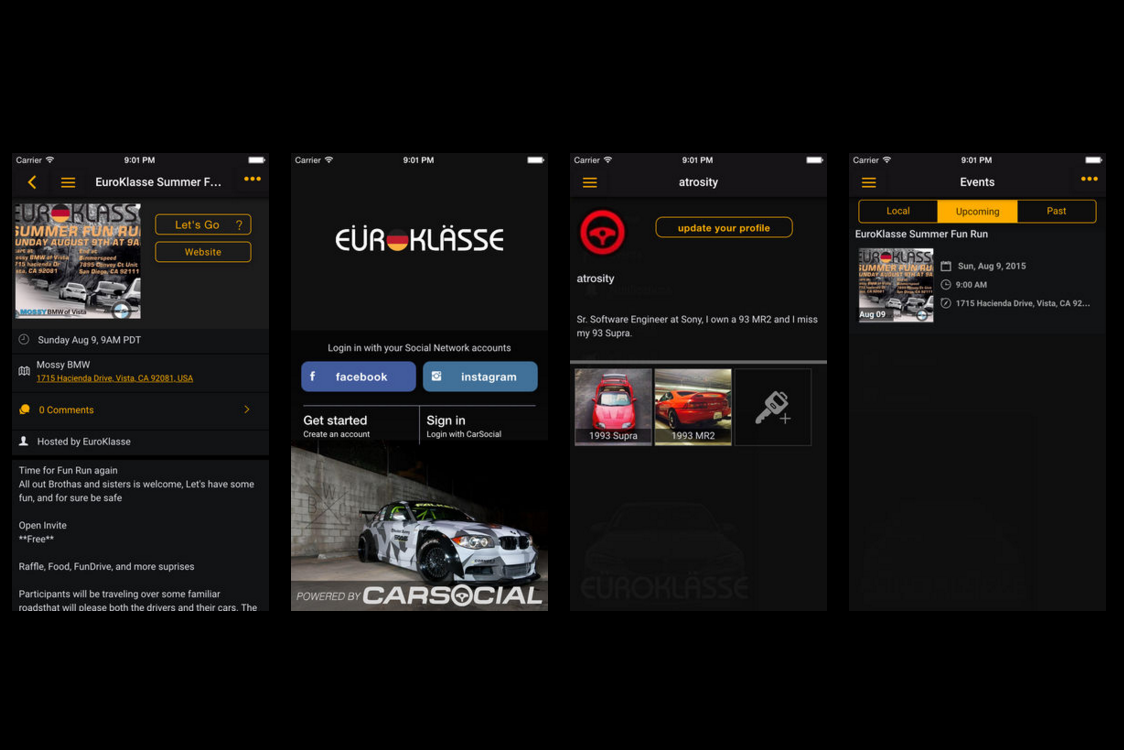 Carrier 9:01 PM
EuroKlasse Summer F...
EUROKLASS
SUMMER FUN RU
UNDAY AUGUST 9TH AT 9A
Let's Go ?
Website
MOSSY BMW of Vista
Sunday Aug 9, 9AM PDT
Mossy BMW
1715 Hacienda Drive, Vista, CA 92081, USA
0 Comments
Hosted by EuroKlasse
Time for Fun Run again
All out Brothas and sisters is welcome, Let's have some
fun, and for sure be safe
Open Invite
**Free**
Raffle, Food, FunDrive, and more suprises
Participants will be traveling over some familiar
roadsthat will please both the drivers and their cars. The
Carrier 9:01 PM
EÜROKLÄSSE
Login in with your Social Network accounts
facebook
instagram
Get started
Create an account
Sign in
Login with CarSocial
POWERED BY CARSOCIAL
Carrier 9:01 PM
atrosity
update your profile
atrosity
Sr. Software Engineer at Sony, I own a 93 MR2 and I miss
my 93 Supra.
1993 Supra
1993 MR2
EUROKLÄSSE
Carrier 9:01 PM
Events
Local
Upcoming
Past
EuroKlasse Summer Fun Run
EUROKLASS
SUMMER FUN RU
Aug 09
Sun, Aug 9, 2015
9:00 AM
1715 Hacienda Drive, Vista, CA 92...